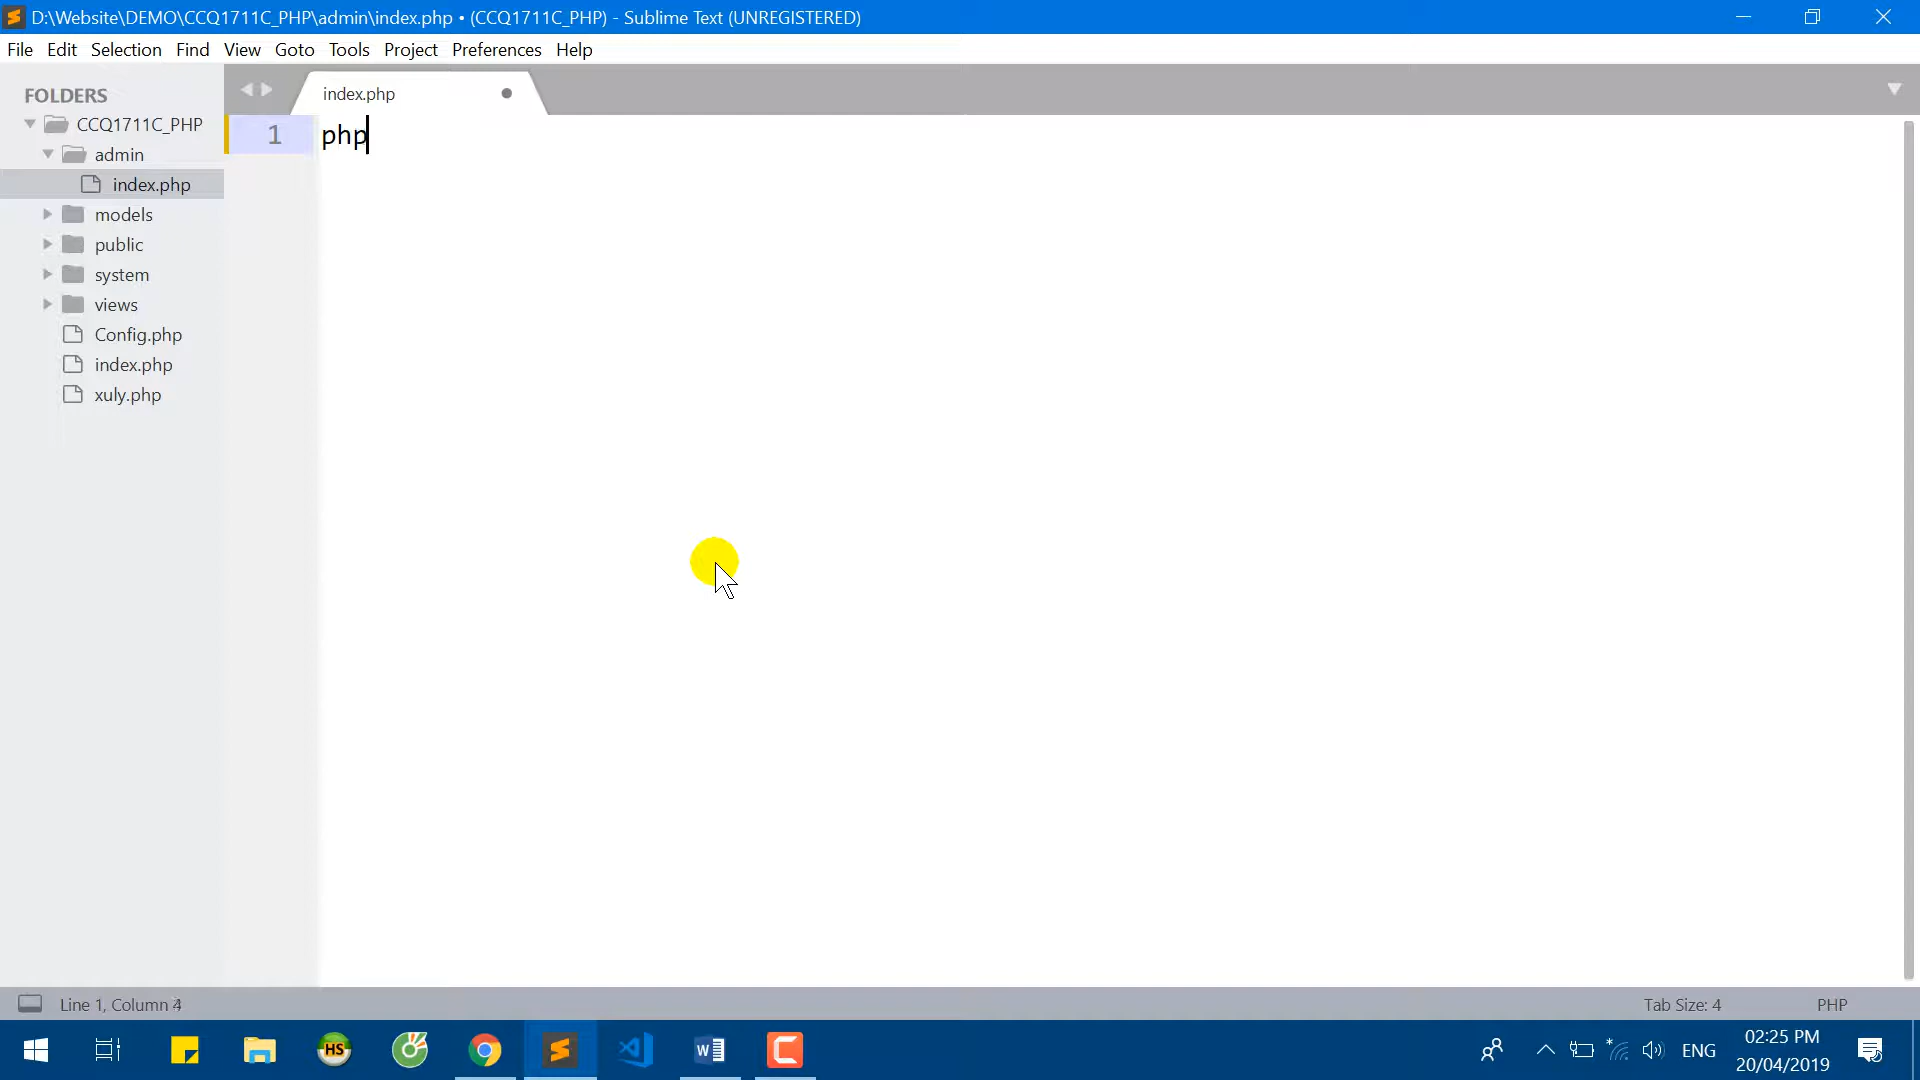 D:\Website\DEMO\CCQ1711C_PHP\admin\index.php • (CCQ1711C_PHP) - Sublime Text (UNREGISTERED)
File Edit Selection Find View Goto Tools Project Preferences Help
FOLDERS
CCQ1711C_PHP
admin
index.php
models
public
system
views
Config.php
index.php
xuly.php
index.php
1 php
Line 1, Column 4
Tab Size: 4
PHP
HS
ENG
02:25 PM
20/04/2019